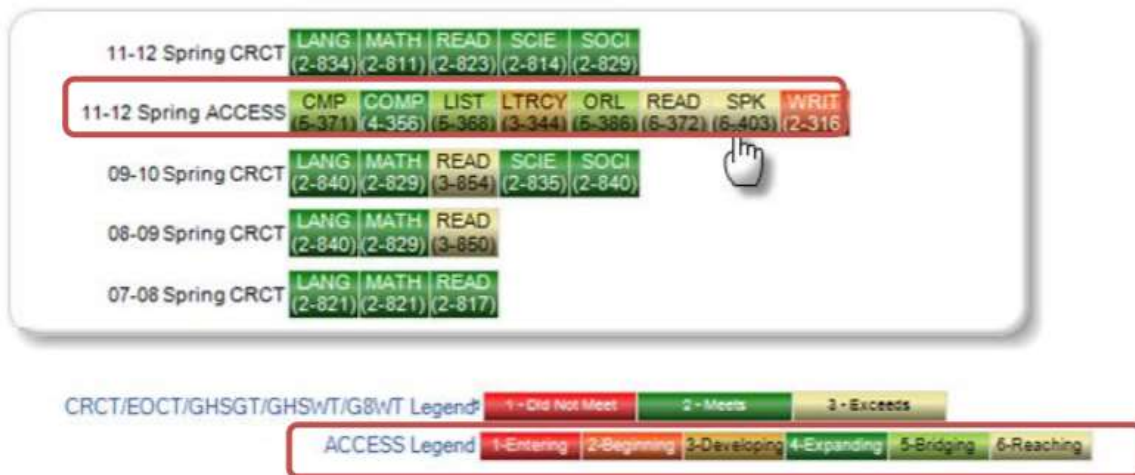 LANG MATH READ SCIE SOCI
11-12 Spring CRCT (2-834) (2-811) (2-823) (2-814) (2-829)
CMP COMP LIST LTRCY ORL READ SPK WRIT
11-12 Spring ACCESS (5-371) (4-356) (5-368) (3-344) (5-386) (6-372) (6-403) (2-316
LANG MATH READ SCIE SOCI
09-10 Spring CRCT (2-840) (2-829) (3-854) (2-835) (2-840)
LANG MATH READ
08-09 Spring CRCT (2-840) (2-829) (3-850)
LANG MATH READ
07-08 Spring CRCT (2-821) (2-821) (2-817)
CRCT/EOCT/GHSGT/GHSWT/G8WT Legend* 1 - Did Not Meet 2 - Meets 3 - Exceeds
ACCESS Legend 1-Entering 2-Beginning 3-Developing 4-Expanding 5-Bridging 6-Reaching